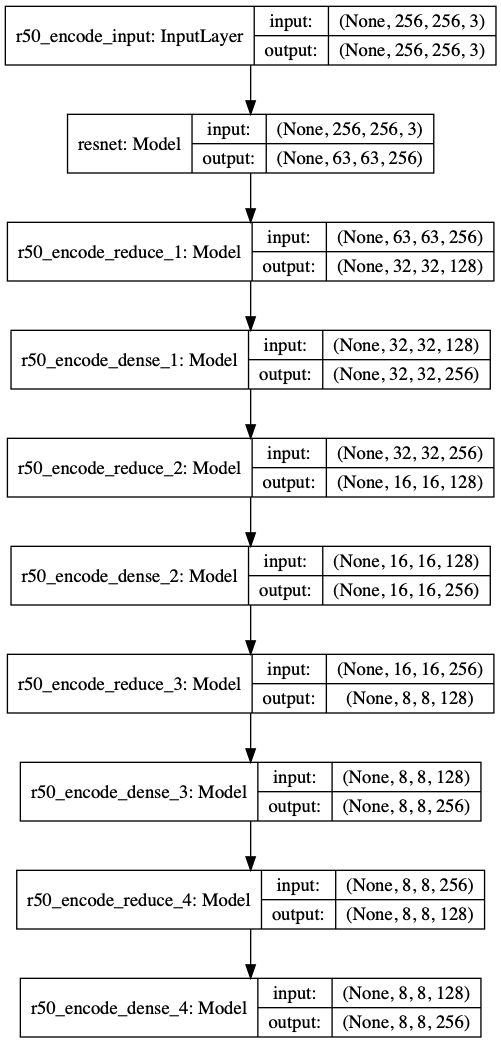 r50_encode_input: InputLayer
input: (None, 256, 256, 3)
output: (None, 256, 256, 3)
resnet: Model
input: (None, 256, 256, 3)
output: (None, 63, 63, 256)
r50_encode_reduce_1: Model
input: (None, 63, 63, 256)
output: (None, 32, 32, 128)
r50_encode_dense_1: Model
input: (None, 32, 32, 128)
output: (None, 32, 32, 256)
r50_encode_reduce_2: Model
input: (None, 32, 32, 256)
output: (None, 16, 16, 128)
r50_encode_dense_2: Model
input: (None, 16, 16, 128)
output: (None, 16, 16, 256)
r50_encode_reduce_3: Model
input: (None, 16, 16, 256)
output: (None, 8, 8, 128)
r50_encode_dense_3: Model
input: (None, 8, 8, 128)
output: (None, 8, 8, 256)
r50_encode_reduce_4: Model
input: (None, 8, 8, 256)
output: (None, 8, 8, 128)
r50_encode_dense_4: Model
input: (None, 8, 8, 128)
output: (None, 8, 8, 256)